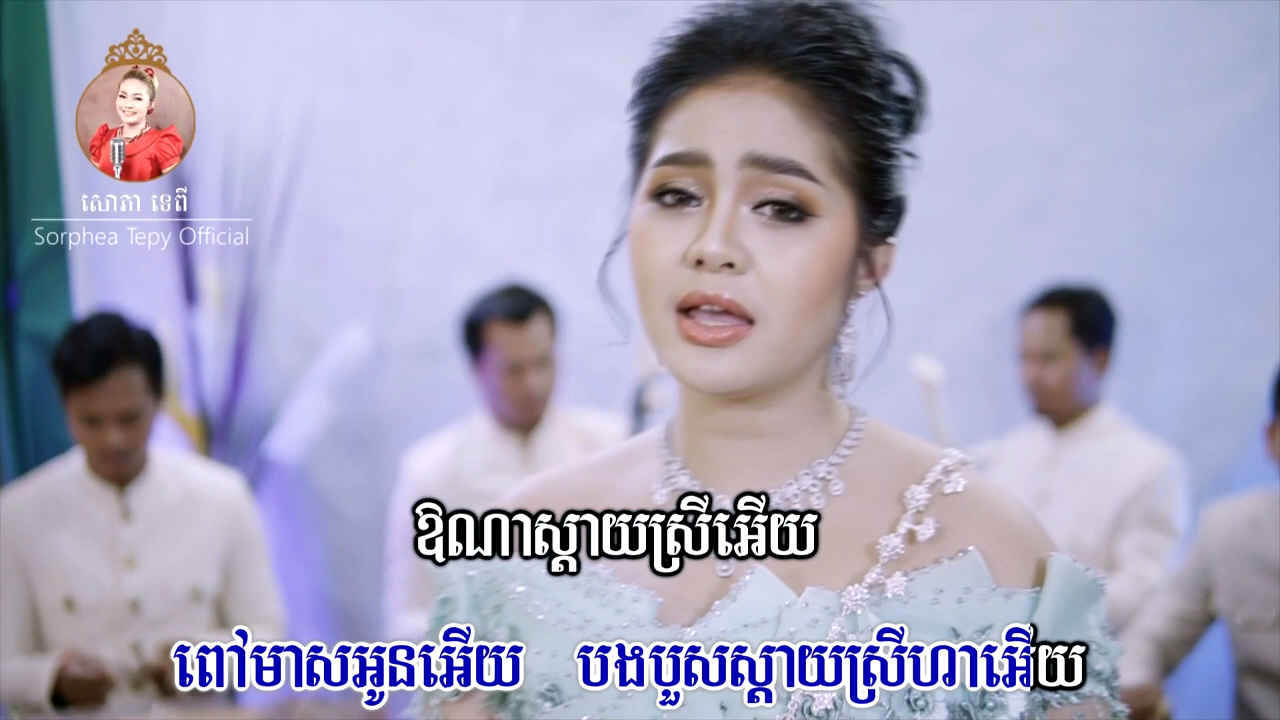 សោភា ទេពី
Sorphea Tepy Official
ឱណាស្ដាយស្រីអើយ
ពៅមាសអូនអើយ បងបួសស្ដាយស្រីហាអើយ